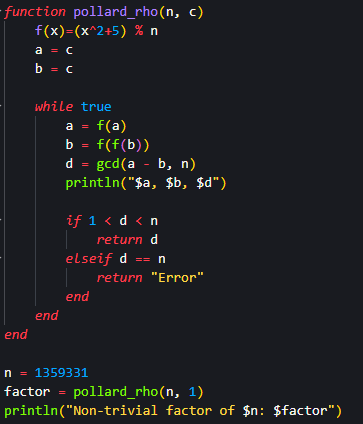 function pollard_rho(n, c)
    f(x)=(x^2+5) % n
    a = c
    b = c

    while true
        a = f(a)
        b = f(f(b))
        d = gcd(a - b, n)
        println("$a, $b, $d")

        if 1 < d < n
            return d
        elseif d == n
            return "Error"
        end
    end
end

n = 1359331
factor = pollard_rho(n, 1)
println("Non-trivial factor of $n: $factor")